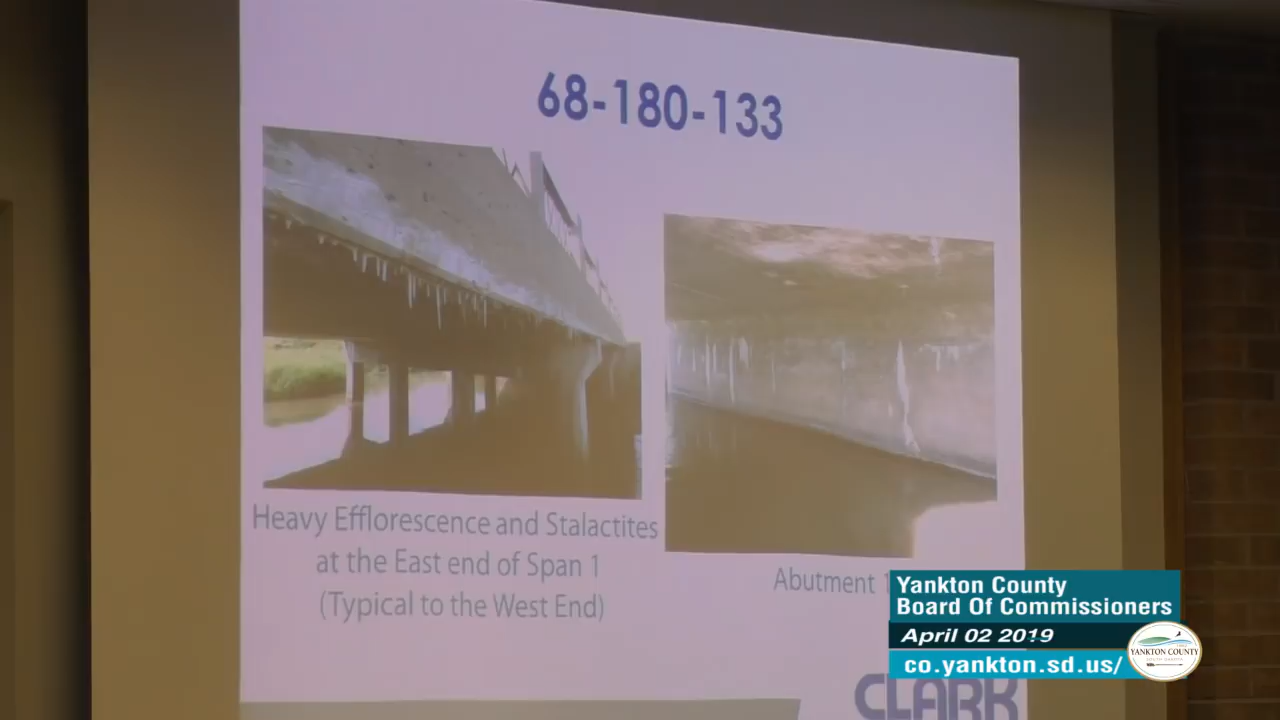 68-180-133
Heavy Efflorescence and Stalactites
at the East end of Span 1
(Typical to the West End)
Abutment 1
Yankton County
Board Of Commissioners
April 02 2019
co.yankton.sd.us/
YANKTON COUNTY
CLARK